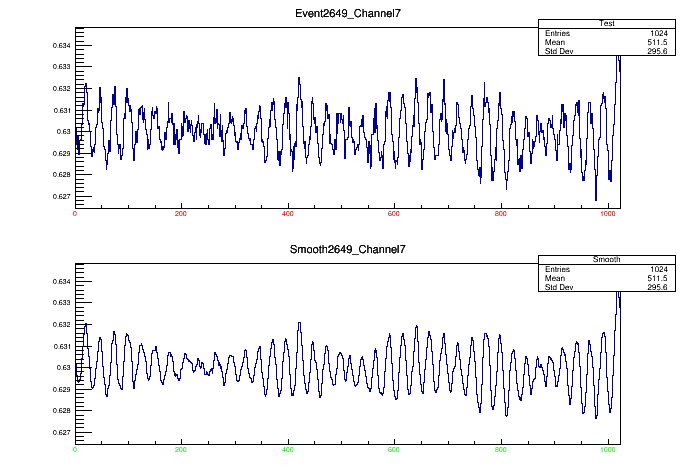 Event2649_Channel7
Test
Entries 1024
Mean 511.5
Std Dev 295.6
0.634
0.633
0.632
0.631
0.63
0.629
0.628
0.627
0 200 400 600 800 1000
Smooth2649_Channel7
Smooth
Entries 1024
Mean 511.5
Std Dev 295.6
0.634
0.633
0.632
0.631
0.63
0.629
0.628
0.627
0 200 400 600 800 1000